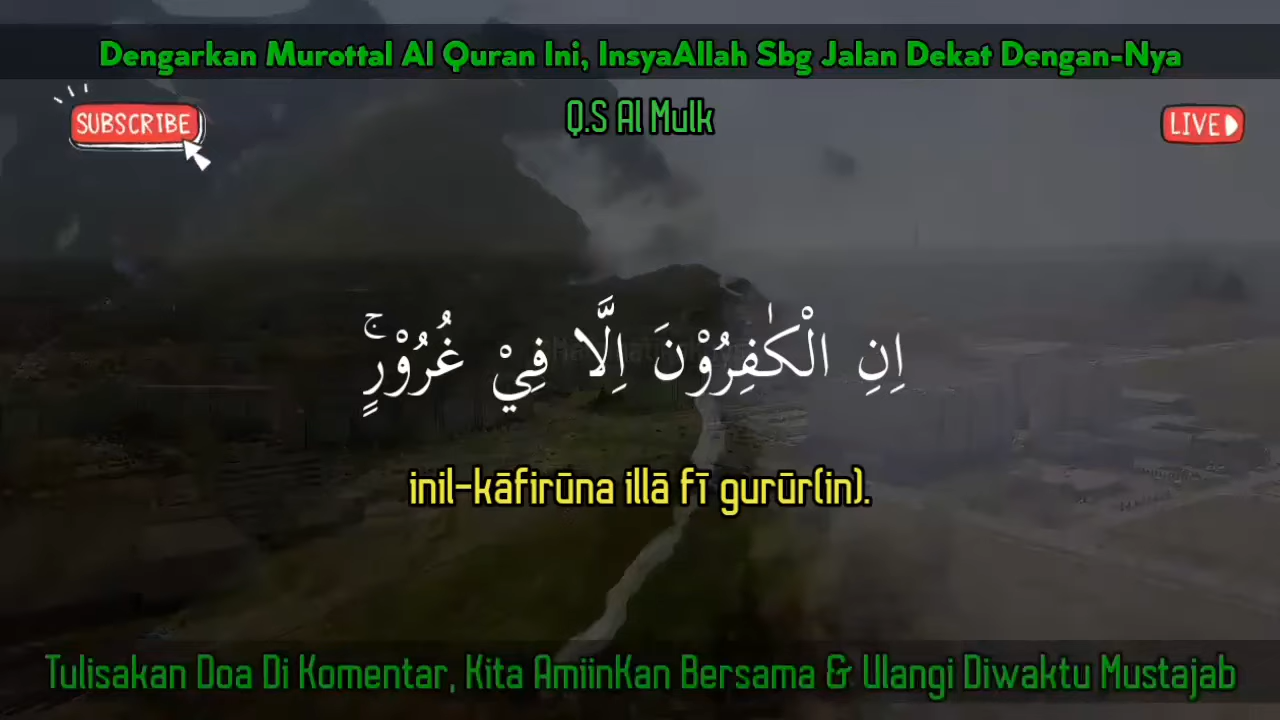 Dengarkan Murottal Al Quran Ini, InsyaAllah Sbg Jalan Dekat Dengan-Nya
SUBSCRIBE
Q.S Al Mulk
LIVE
اِنِ الْكٰفِرُوْنَ اِلَّا فِيْ غُرُوْرٍۚ
inil-kāfirūna illā fī gurūr(in).
Tulisakan Doa Di Komentar, Kita AmiinKan Bersama & Ulangi Diwaktu Mustajab